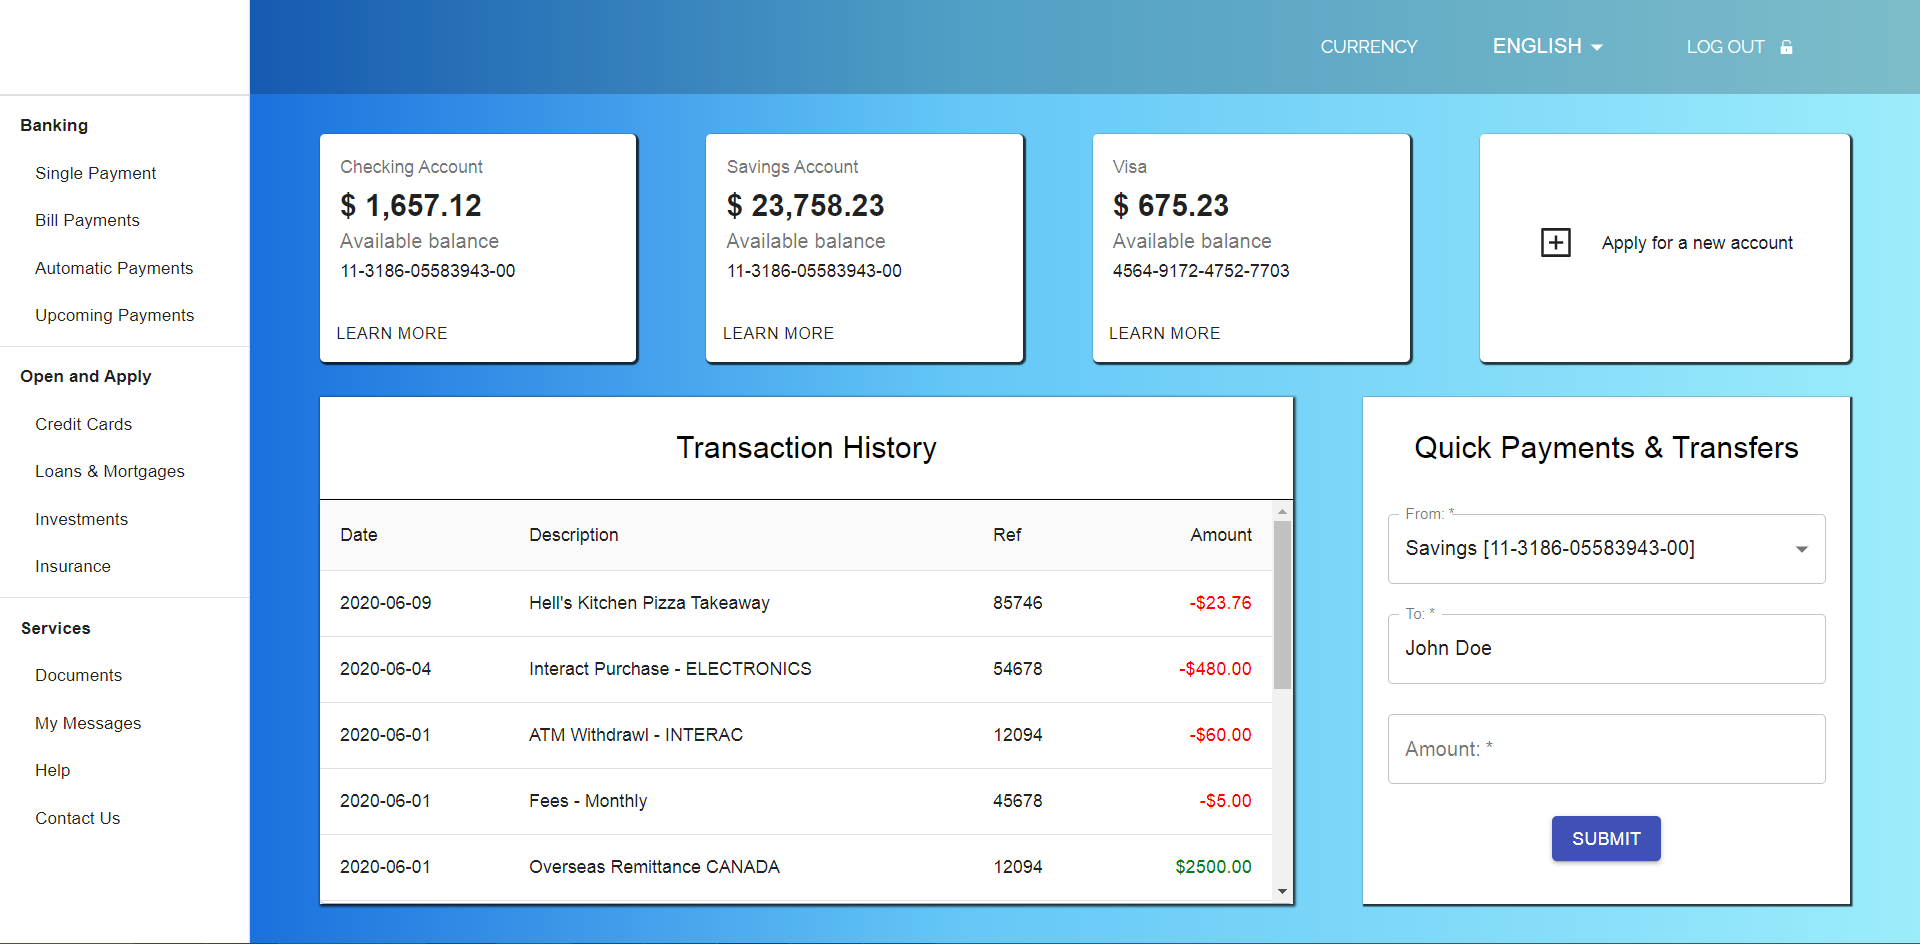 CURRENCY
ENGLISH
LOG OUT
Banking
Single Payment
Bill Payments
Automatic Payments
Upcoming Payments
Open and Apply
Credit Cards
Loans & Mortgages
Investments
Insurance
Services
Documents
My Messages
Help
Contact Us
Checking Account
$ 1,657.12
Available balance
11-3186-05583943-00
LEARN MORE
Savings Account
$ 23,758.23
Available balance
11-3186-05583943-00
LEARN MORE
Visa
$ 675.23
Available balance
4564-9172-4752-7703
LEARN MORE
Apply for a new account
Transaction History
Date Description Ref Amount
2020-06-09 Hell's Kitchen Pizza Takeaway 85746 -$23.76
2020-06-04 Interact Purchase - ELECTRONICS 54678 -$480.00
2020-06-01 ATM Withdrawl - INTERAC 12094 -$60.00
2020-06-01 Fees - Monthly 45678 -$5.00
2020-06-01 Overseas Remittance CANADA 12094 $2500.00
Quick Payments & Transfers
From: *
Savings [11-3186-05583943-00]
To: *
John Doe
Amount: *
SUBMIT